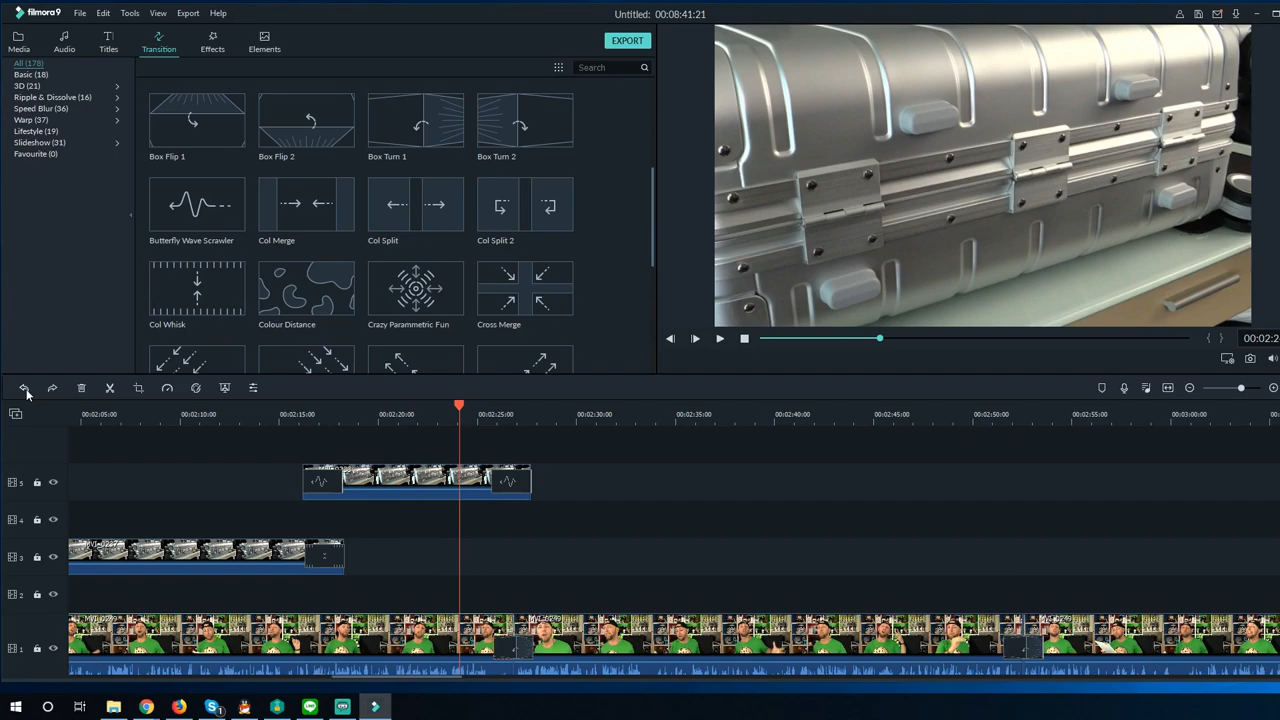 filmora9 File Edit Tools View Export Help Untitled: 00:08:41:21
Media Audio Titles Transition Effects Elements EXPORT
All (178)
Basic (18)
3D (21)
Ripple & Dissolve (16)
Speed Blur (36)
Warp (37)
Lifestyle (19)
Slideshow (31)
Favourite (0)
Search
Box Flip 1 Box Flip 2 Box Turn 1 Box Turn 2
Butterfly Wave Scrawler Col Merge Col Split Col Split 2
Col Whisk Colour Distance Crazy Parametric Fun Cross Merge
00:02:2
00:02:05:00 00:02:10:00 00:02:15:00 00:02:20:00 00:02:25:00 00:02:30:00 00:02:35:00 00:02:40:00 00:02:45:00 00:02:50:00 00:02:55:00 00:03:00:00
5
4
3
2
MVI-0249 MVI-0249
1